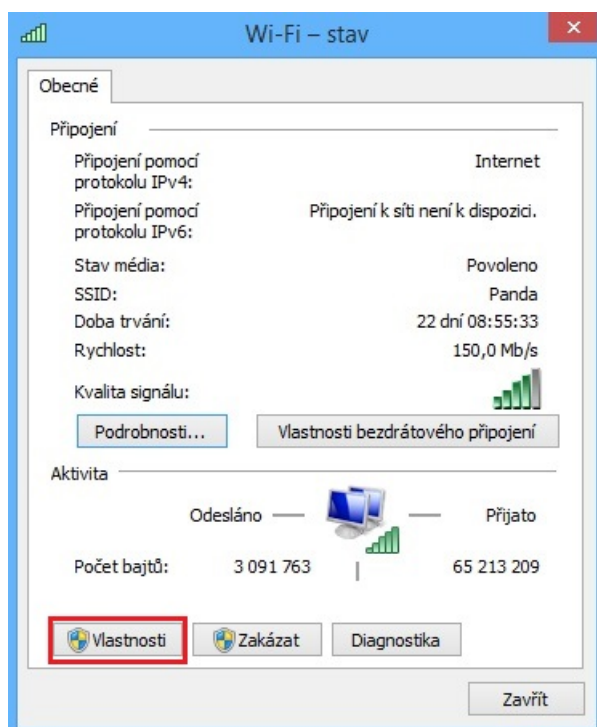 Wi-Fi – stav
Obecné
Připojení
Připojení pomocí protokolu IPv4: Internet
Připojení pomocí protokolu IPv6: Připojení k síti není k dispozici.
Stav média: Povoleno
SSID: Panda
Doba trvání: 22 dní 08:55:33
Rychlost: 150,0 Mb/s
Kvalita signálu:
Podrobnosti... Vlastnosti bezdrátového připojení
Aktivita
Odesláno — — Přijato
Počet bajtů: 3 091 763 | 65 213 209
Vlastnosti Zakázat Diagnostika
Zavřít